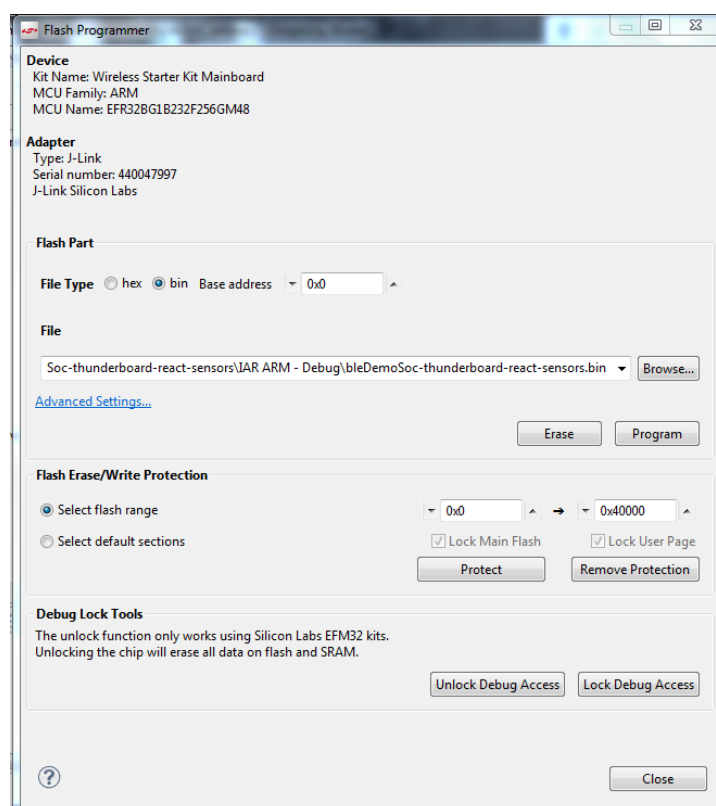 Flash Programmer
Device
Kit Name: Wireless Starter Kit Mainboard
MCU Family: ARM
MCU Name: EFR32BG1B232F256GM48
Adapter
Type: J-Link
Serial number: 440047997
J-Link Silicon Labs
Flash Part
File Type hex bin Base address 0x0
File
Soc-thunderboard-react-sensors\IAR ARM - Debug\bleDemoSoc-thunderboard-react-sensors.bin Browse...
Advanced Settings...
Erase Program
Flash Erase/Write Protection
Select flash range 0x0 → 0x40000
Select default sections Lock Main Flash Lock User Page
Protect Remove Protection
Debug Lock Tools
The unlock function only works using Silicon Labs EFM32 kits.
Unlocking the chip will erase all data on flash and SRAM.
Unlock Debug Access Lock Debug Access
? Close